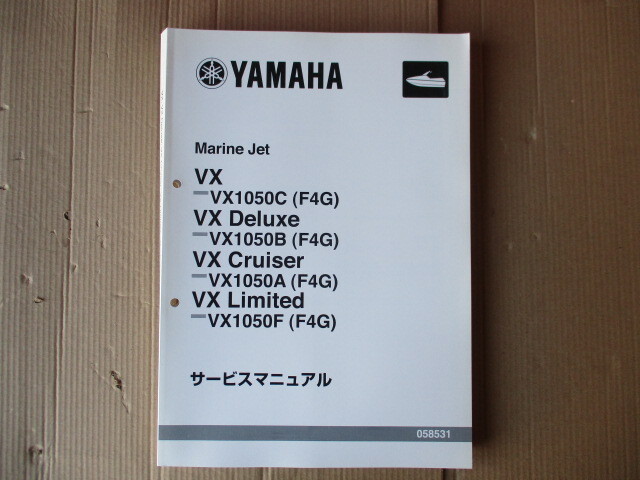 YAMAHA
Marine Jet
VX
VX1050C (F4G)
VX Deluxe
VX1050B (F4G)
VX Cruiser
VX1050A (F4G)
VX Limited
VX1050F (F4G)
サービスマニュアル
058531